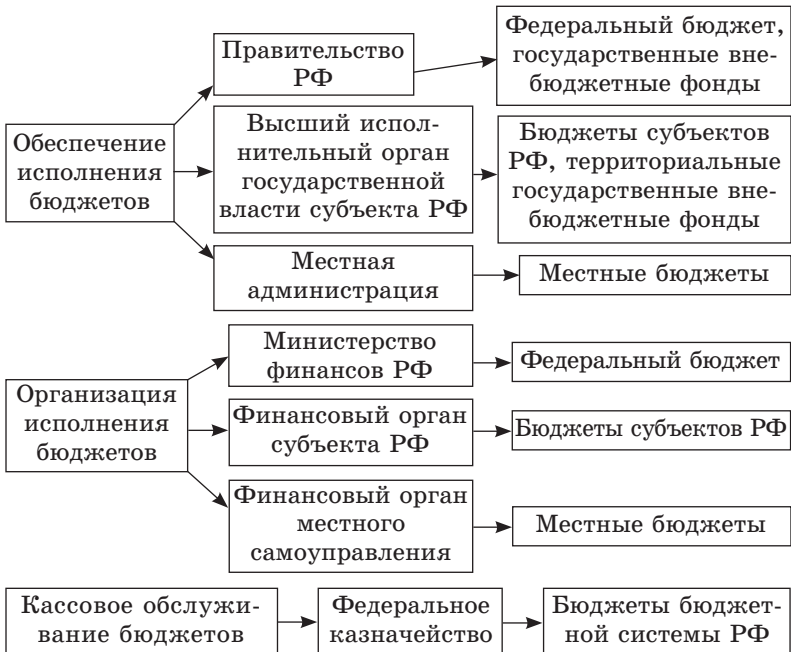 Обеспечение
исполнения
бюджетов
Правительство
РФ
Федеральный бюджет,
государственные вне-
бюджетные фонды
Высший испол-
нительный орган
государственной
власти субъекта РФ
Бюджеты субъектов
РФ, территориальные
государственные вне-
бюджетные фонды
Местная
администрация
Местные бюджеты
Организация
исполнения
бюджетов
Министерство
финансов РФ
Федеральный бюджет
Финансовый орган
субъекта РФ
Бюджеты субъектов РФ
Финансовый орган
местного
самоуправления
Местные бюджеты
Кассовое обслужи-
вание бюджетов
Федеральное
казначейство
Бюджеты бюджет-
ной системы РФ